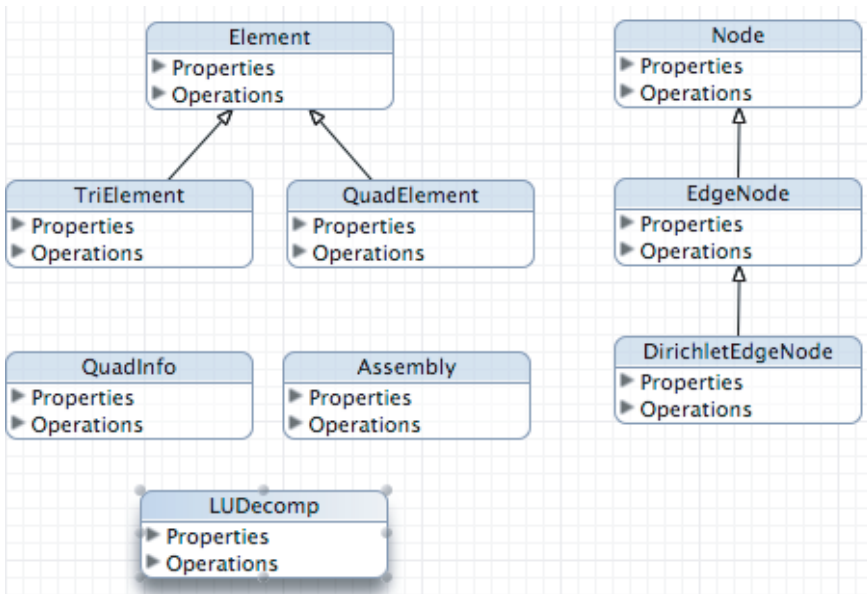 Element
Properties
Operations
Node
Properties
Operations
TriElement
Properties
Operations
QuadElement
Properties
Operations
EdgeNode
Properties
Operations
QuadInfo
Properties
Operations
Assembly
Properties
Operations
DirichletEdgeNode
Properties
Operations
LUDecomp
Properties
Operations